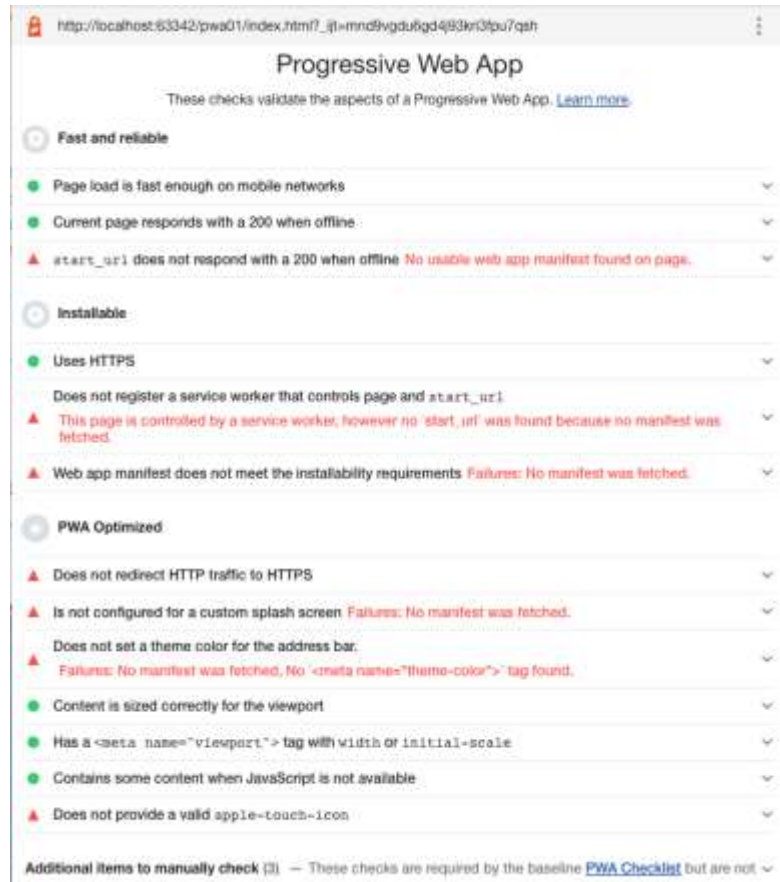 http://localhost:63342/pwa01/index.html?_ijt=mnd9vgdu6gd4j93kri3fpu7qsh
Progressive Web App
These checks validate the aspects of a Progressive Web App. Learn more.
Fast and reliable
Page load is fast enough on mobile networks
Current page responds with a 200 when offline
start_url does not respond with a 200 when offline No usable web app manifest found on page.
Installable
Uses HTTPS
Does not register a service worker that controls page and start_url
This page is controlled by a service worker, however no `start_url` was found because no manifest was
fetched.
Web app manifest does not meet the installability requirements Failures: No manifest was fetched.
PWA Optimized
Does not redirect HTTP traffic to HTTPS
Is not configured for a custom splash screen Failures: No manifest was fetched.
Does not set a theme color for the address bar.
Failures: No manifest was fetched, No `<meta name="theme-color">` tag found.
Content is sized correctly for the viewport
Has a <meta name="viewport"> tag with width or initial-scale
Contains some content when JavaScript is not available
Does not provide a valid apple-touch-icon
Additional items to manually check (3) — These checks are required by the baseline PWA Checklist but are not